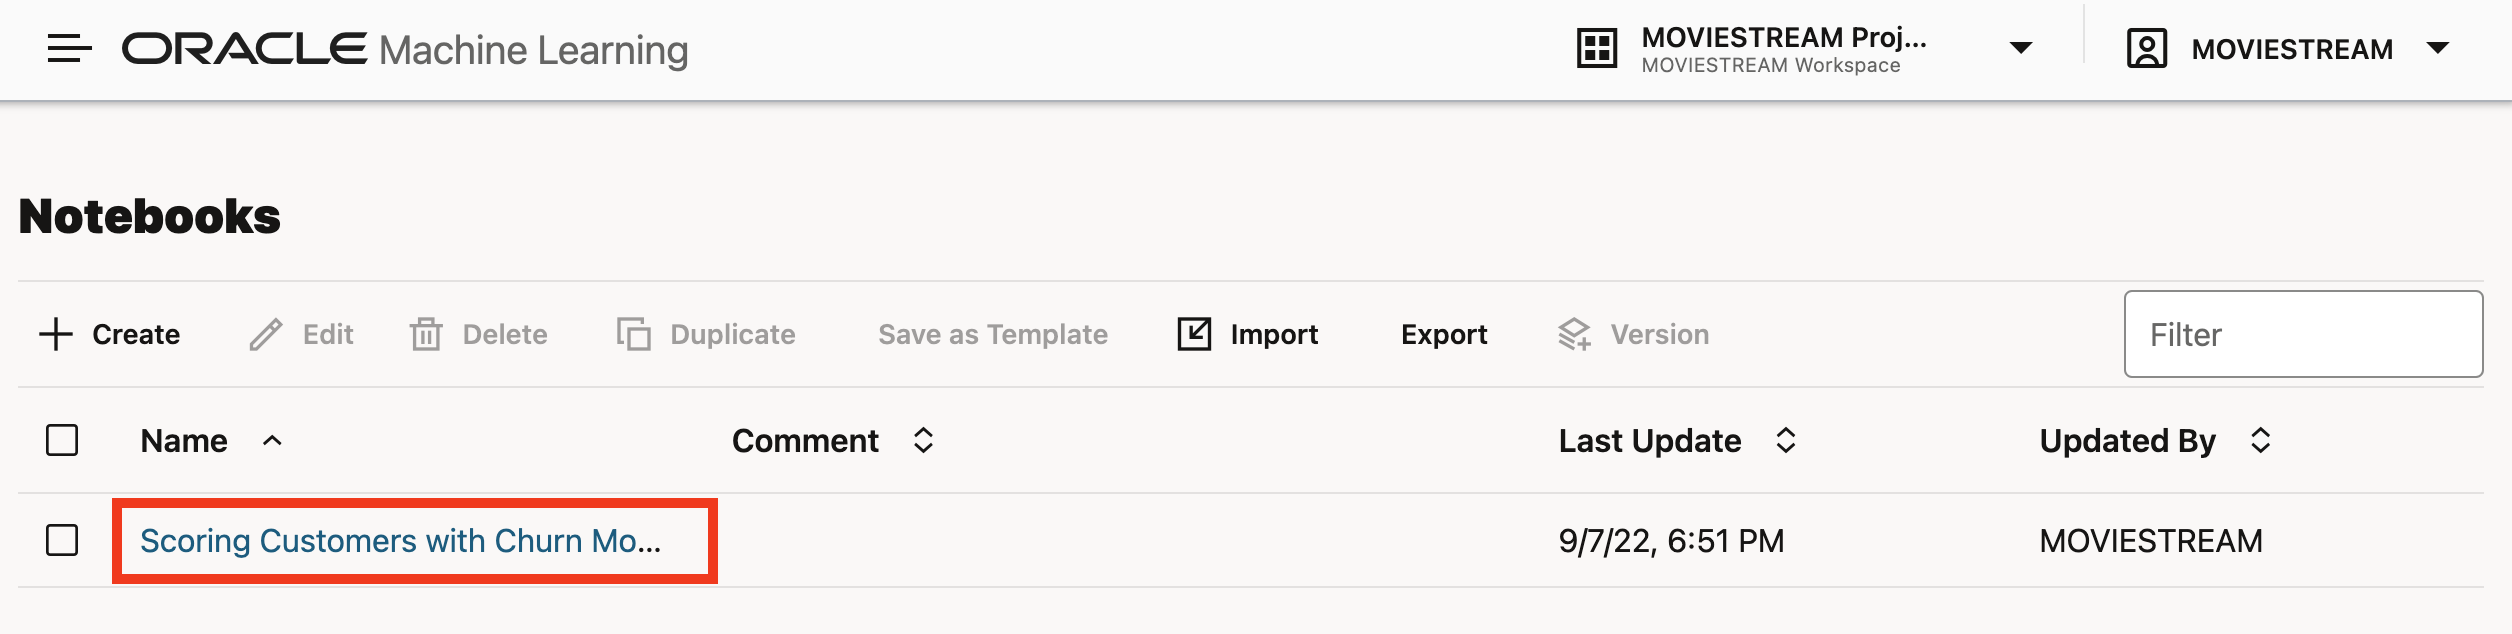 ORACLE Machine Learning
MOVIESTREAM Proj...
MOVIESTREAM Workspace
MOVIESTREAM
Notebooks
Create Edit Delete Duplicate Save as Template Import Export Version Filter
Name Comment Last Update Updated By
Scoring Customers with Churn Mo... 9/7/22, 6:51 PM MOVIESTREAM